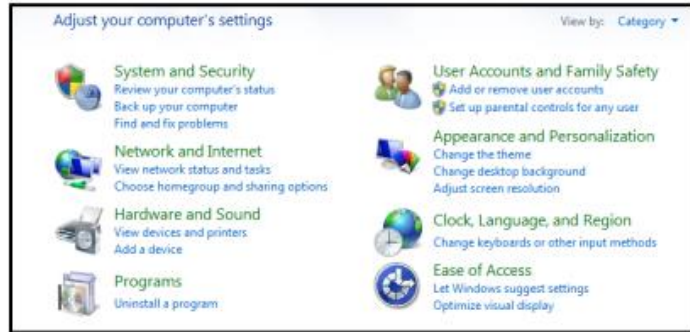 Adjust your computer's settings
View by: Category
System and Security
Review your computer's status
Back up your computer
Find and fix problems
Network and Internet
View network status and tasks
Choose homegroup and sharing options
Hardware and Sound
View devices and printers
Add a device
Programs
Uninstall a program
User Accounts and Family Safety
Add or remove user accounts
Set up parental controls for any user
Appearance and Personalization
Change the theme
Change desktop background
Adjust screen resolution
Clock, Language, and Region
Change keyboards or other input methods
Ease of Access
Let Windows suggest settings
Optimize visual display